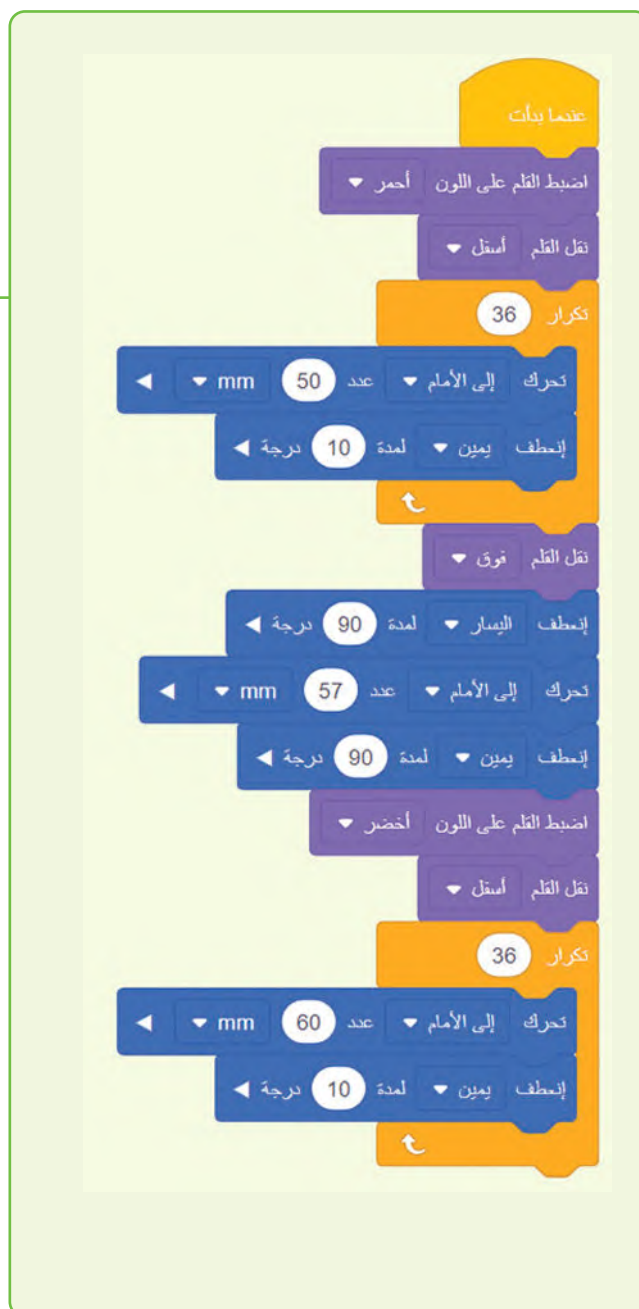 عندما بدأت
اضبط القلم على اللون أحمر
نقل القلم أسفل
تكرار 36
تحرك إلى الأمام عدد 50 mm
إنعطف يمين لمدة 10 درجة
نقل القلم فوق
إنعطف اليسار لمدة 90 درجة
تحرك إلى الأمام عدد 57 mm
إنعطف يمين لمدة 90 درجة
اضبط القلم على اللون أخضر
نقل القلم أسفل
تكرار 36
تحرك إلى الأمام عدد 60 mm
إنعطف يمين لمدة 10 درجة